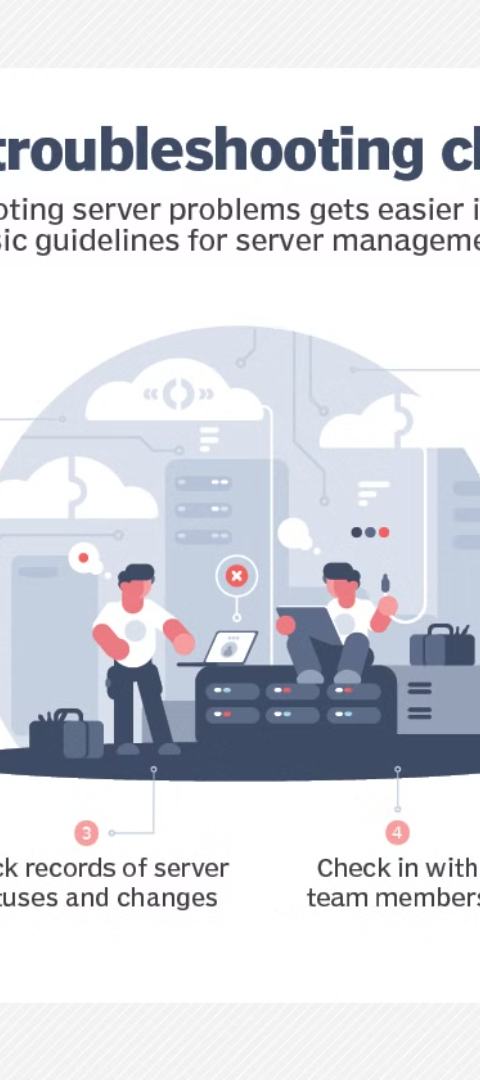 troubleshooting cl
oting server problems gets easier i
sic guidelines for server manageme
3
ck records of server
tuses and changes
4
Check in with
team members